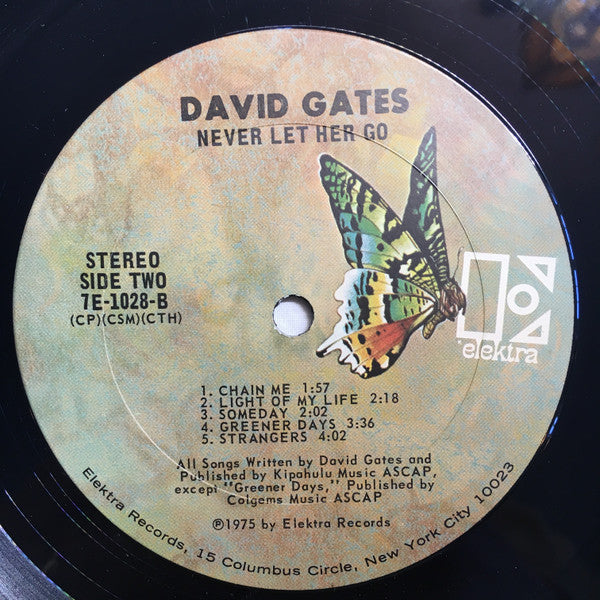 DAVID GATES
NEVER LET HER GO
STEREO
SIDE TWO
7E-1028-B
(CP)(CSM)(CTH)
elektra
1. CHAIN ME 1:57
2. LIGHT OF MY LIFE 2:18
3. SOMEDAY 2:02
4. GREENER DAYS 3:36
5. STRANGERS 4:02
All Songs Written by David Gates and
Published by Kipahulu Music ASCAP,
except "Greener Days," Published by
Colgems Music ASCAP
℗1975 by Elektra Records
Elektra Records, 15 Columbus Circle, New York City 10023